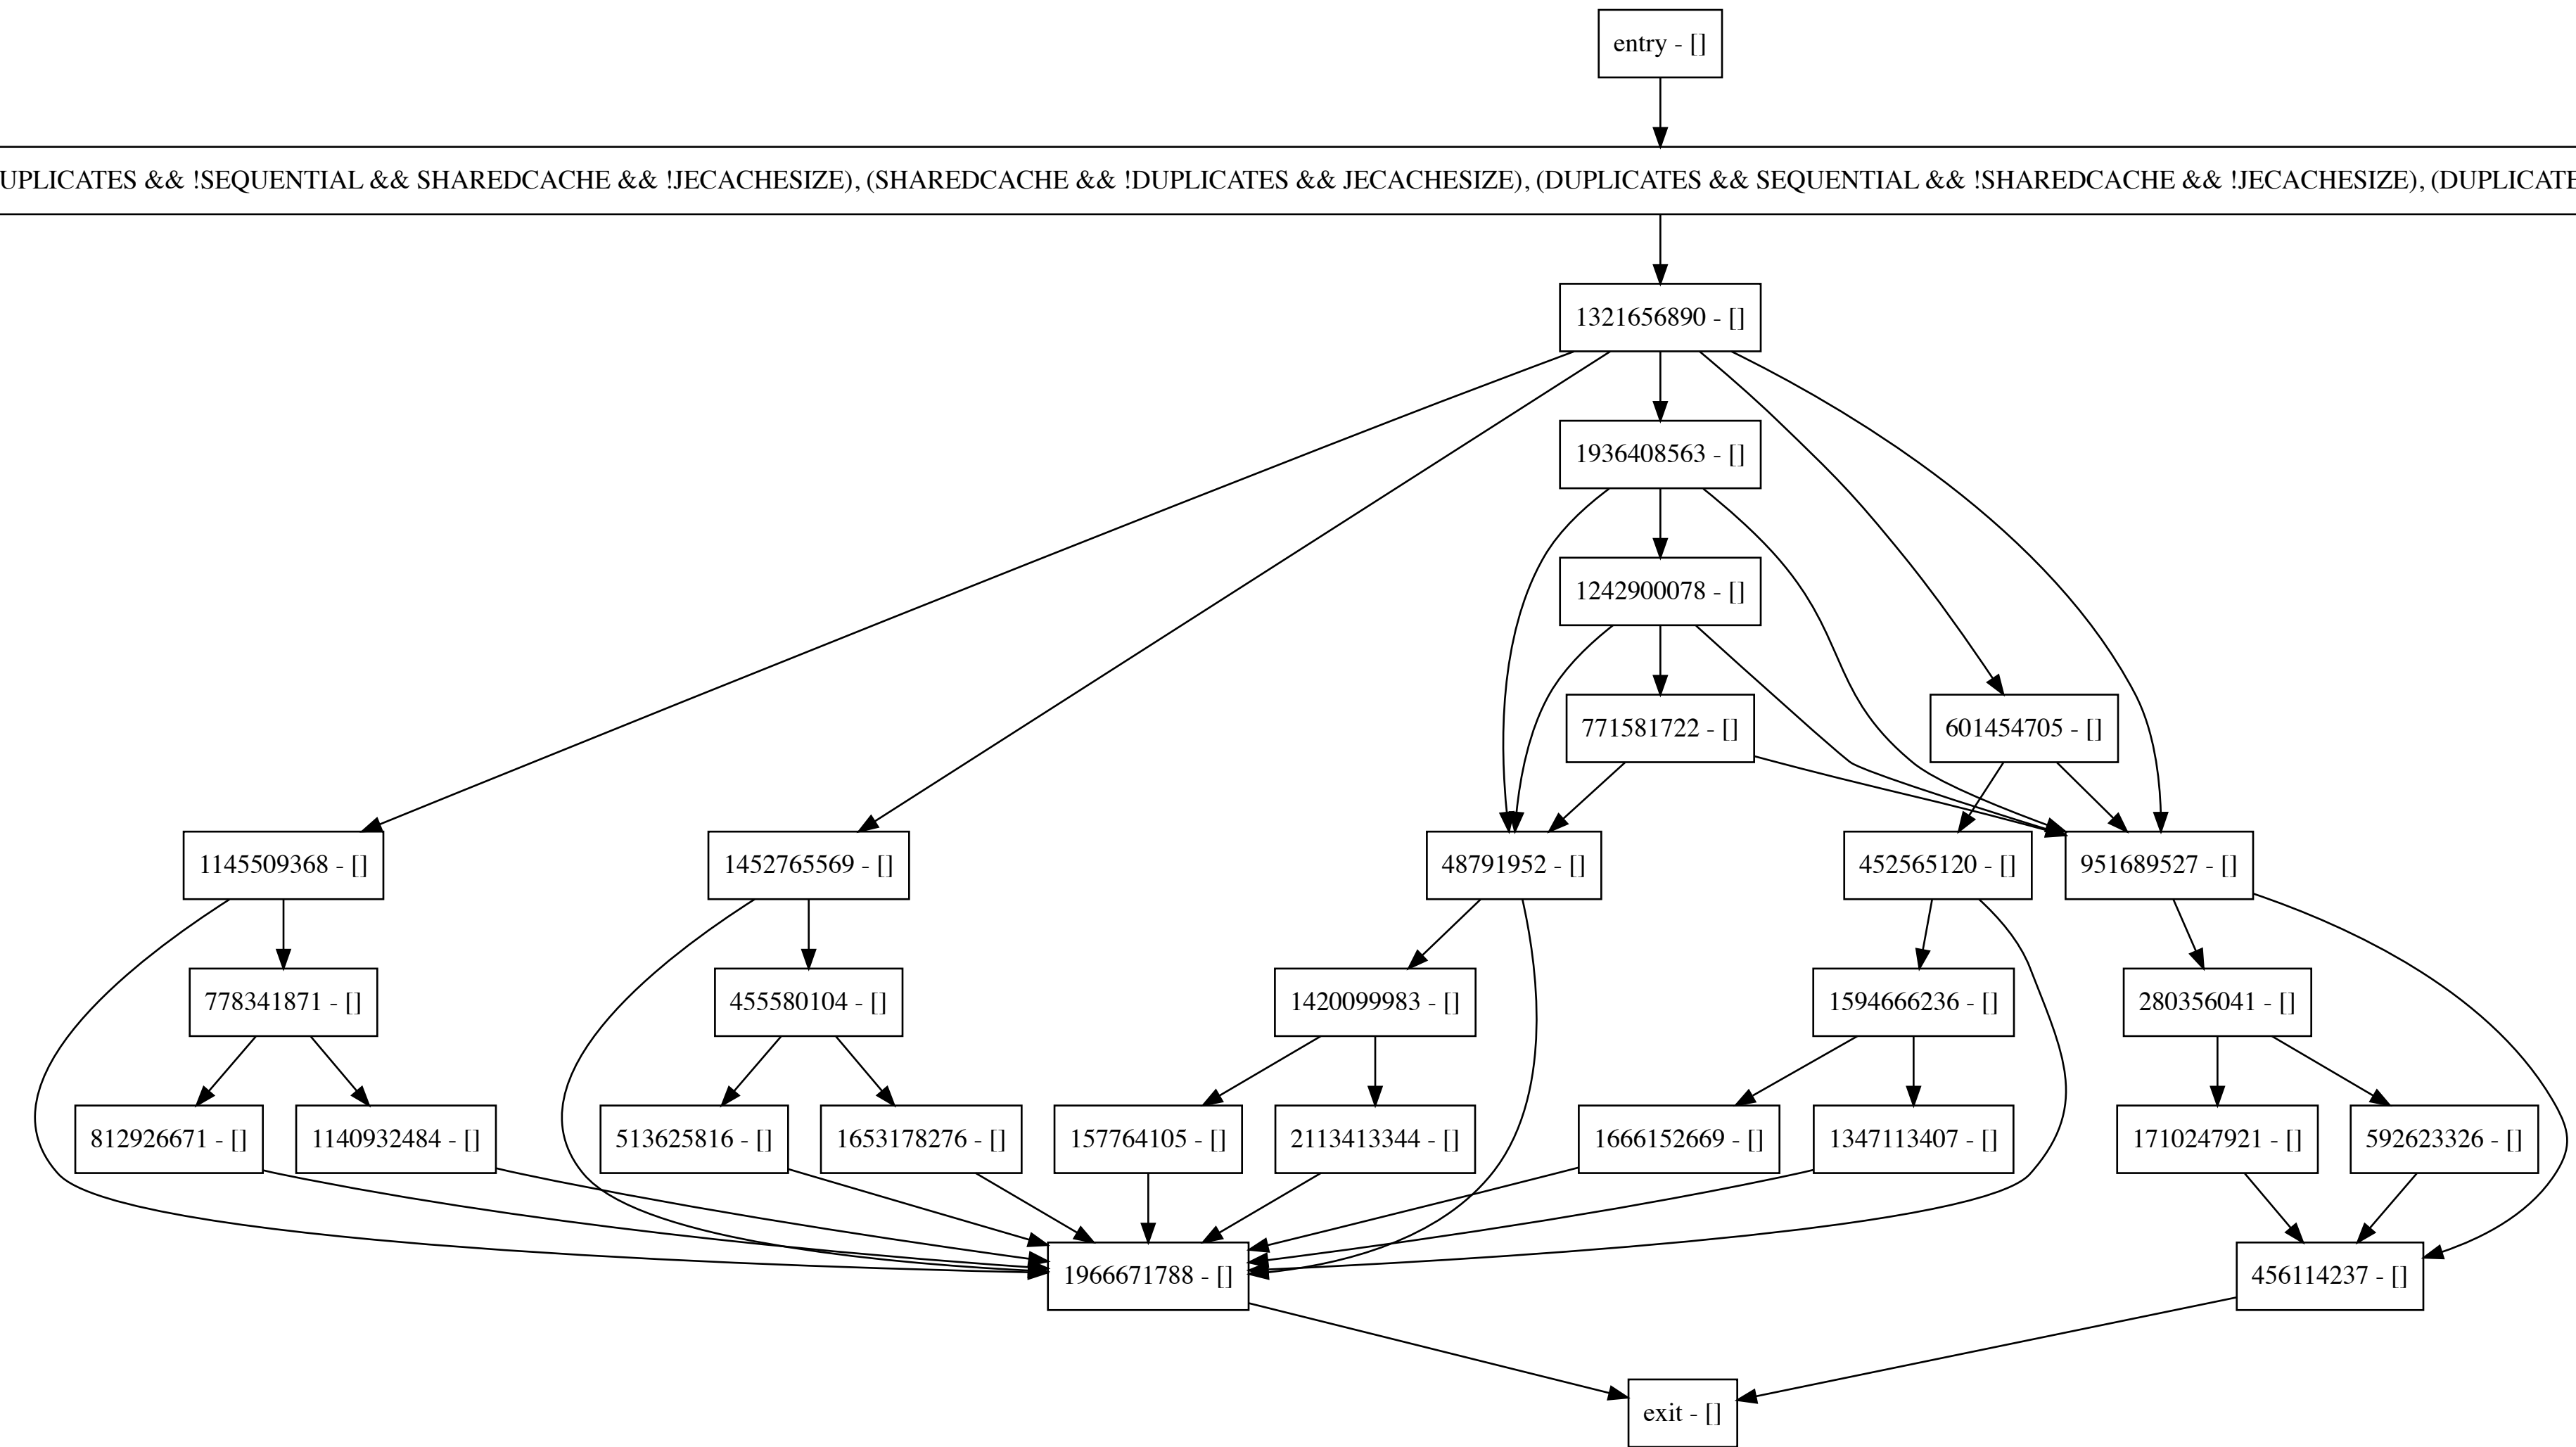 entry - []
UPLICATES && !SEQUENTIAL && SHAREDCACHE && !JECACHESIZE), (SHAREDCACHE && !DUPLICATES && JECACHESIZE), (DUPLICATES && SEQUENTIAL && !SHAREDCACHE && !JECACHESIZE), (DUPLICATE
1321656890 - []
1936408563 - []
1242900078 - []
771581722 - []
601454705 - []
1145509368 - []
1452765569 - []
48791952 - []
452565120 - []
951689527 - []
778341871 - []
455580104 - []
1420099983 - []
1594666236 - []
280356041 - []
812926671 - []
1140932484 - []
513625816 - []
1653178276 - []
157764105 - []
2113413344 - []
1666152669 - []
1347113407 - []
1710247921 - []
592623326 - []
1966671788 - []
456114237 - []
exit - []